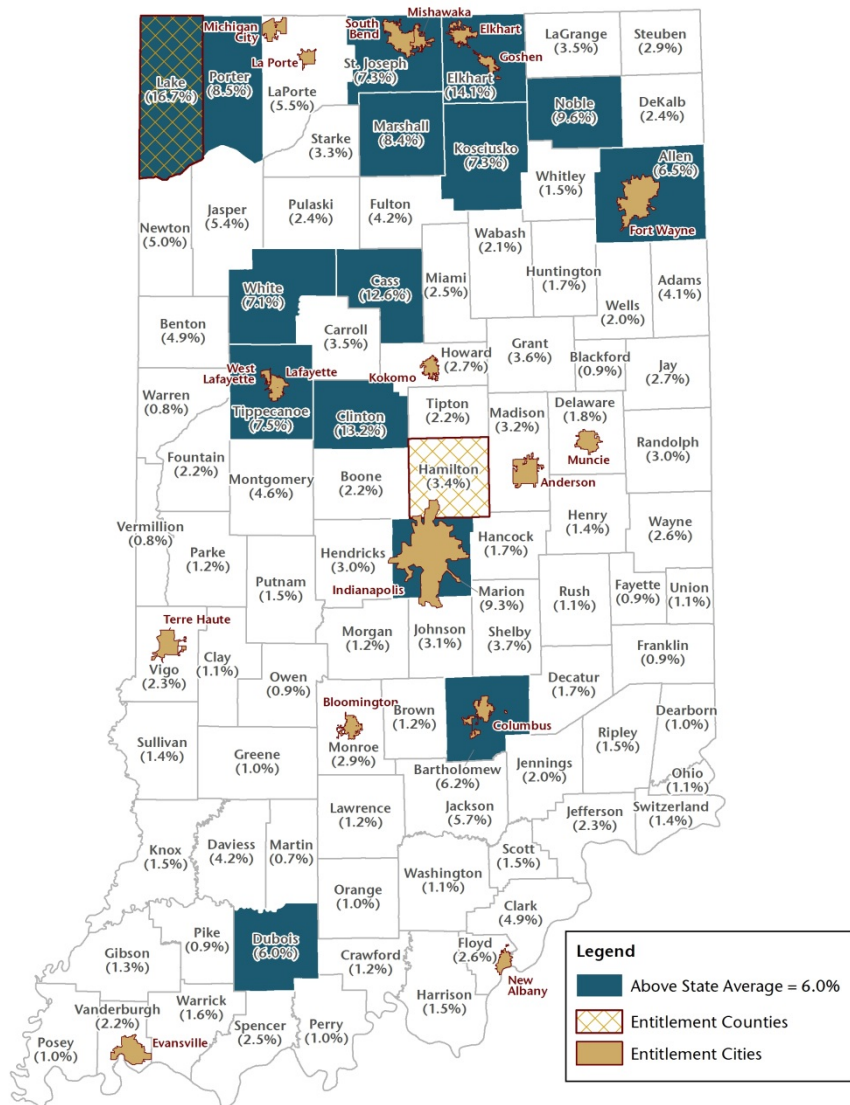 Michigan
City
South
Bend
Mishawaka
Elkhart
Goshen
LaGrange
(3.5%)
Steuben
(2.9%)
La Porte
Lake
(16.7%)
Porter
(8.5%)
LaPorte
(5.5%)
St. Joseph
(7.3%)
Elkhart
(14.1%)
Noble
(9.6%)
DeKalb
(2.4%)
Starke
(3.3%)
Marshall
(8.4%)
Kosciusko
(7.3%)
Whitley
(1.5%)
Allen
(6.5%)
Fort Wayne
Newton
(5.0%)
Jasper
(5.4%)
Pulaski
(2.4%)
Fulton
(4.2%)
Wabash
(2.1%)
Huntington
(1.7%)
Wells
(2.0%)
Adams
(4.1%)
White
(7.1%)
Cass
(12.6%)
Miami
(2.5%)
Benton
(4.9%)
Carroll
(3.5%)
Howard
(2.7%)
Kokomo
Grant
(3.6%)
Blackford
(0.9%)
Jay
(2.7%)
Warren
(0.8%)
West
Lafayette
Lafayette
Tippecanoe
(7.5%)
Clinton
(13.2%)
Tipton
(2.2%)
Madison
(3.2%)
Anderson
Delaware
(1.8%)
Muncie
Randolph
(3.0%)
Fountain
(2.2%)
Montgomery
(4.6%)
Boone
(2.2%)
Hamilton
(3.4%)
Henry
(1.4%)
Wayne
(2.6%)
Vermillion
(0.8%)
Parke
(1.2%)
Putnam
(1.5%)
Hendricks
(3.0%)
Indianapolis
Marion
(9.3%)
Hancock
(1.7%)
Rush
(1.1%)
Fayette
(0.9%)
Union
(1.1%)
Terre Haute
Vigo
(2.3%)
Clay
(1.1%)
Owen
(0.9%)
Morgan
(1.2%)
Johnson
(3.1%)
Shelby
(3.7%)
Decatur
(1.7%)
Franklin
(0.9%)
Sullivan
(1.4%)
Greene
(1.0%)
Bloomington
Monroe
(2.9%)
Brown
(1.2%)
Columbus
Bartholomew
(6.2%)
Jennings
(2.0%)
Ripley
(1.5%)
Dearborn
(1.0%)
Ohio
(1.1%)
Knox
(1.5%)
Daviess
(4.2%)
Martin
(0.7%)
Lawrence
(1.2%)
Jackson
(5.7%)
Jefferson
(2.3%)
Switzerland
(1.4%)
Scott
(1.5%)
Orange
(1.0%)
Washington
(1.1%)
Clark
(4.9%)
Gibson
(1.3%)
Pike
(0.9%)
Dubois
(6.0%)
Crawford
(1.2%)
Floyd
(2.6%)
New
Albany
Harrison
(1.5%)
Posey
(1.0%)
Vanderburgh
(2.2%)
Evansville
Warrick
(1.6%)
Spencer
(2.5%)
Perry
(1.0%)
Legend
Above State Average = 6.0%
Entitlement Counties
Entitlement Cities